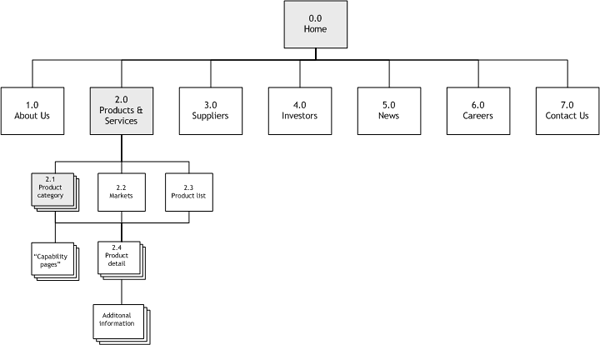 0.0
Home
1.0
About Us
2.0
Products &
Services
3.0
Suppliers
4.0
Investors
5.0
News
6.0
Careers
7.0
Contact Us
2.1
Product
category
2.2
Markets
2.3
Product list
“Capability
pages”
2.4
Product
detail
Additonal
information